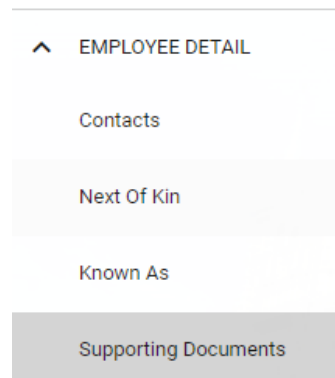 EMPLOYEE DETAIL
Contacts
Next Of Kin
Known As
Supporting Documents